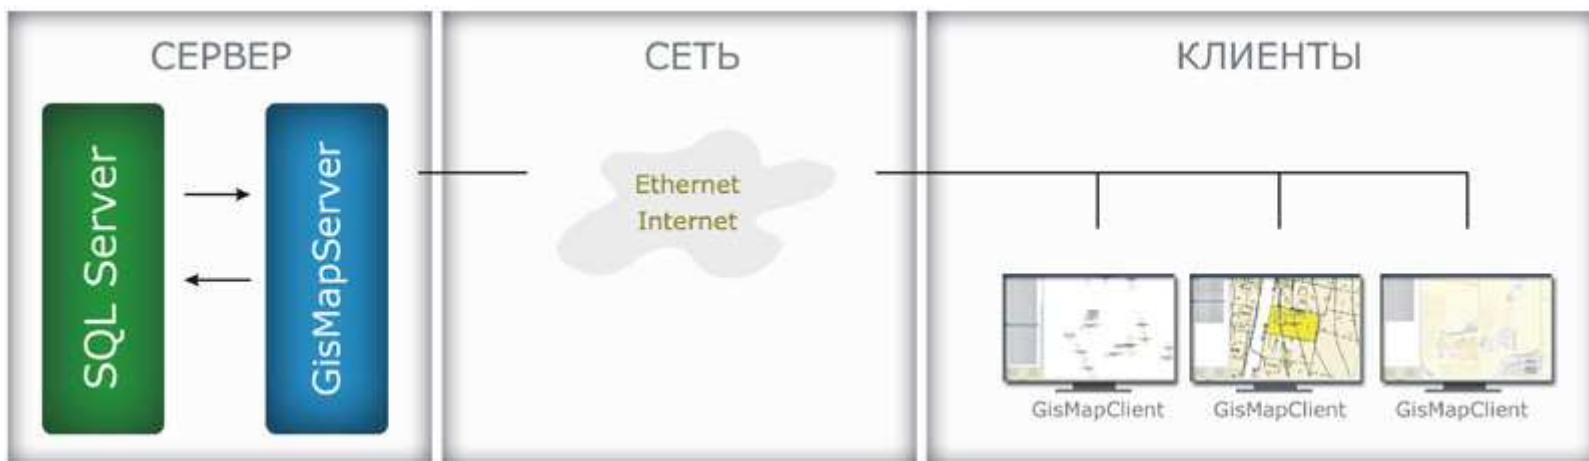 СЕРВЕР
SQL Server
GisMapServer
СЕТЬ
Ethernet
Internet
КЛИЕНТЫ
GisMapClient
GisMapClient
GisMapClient